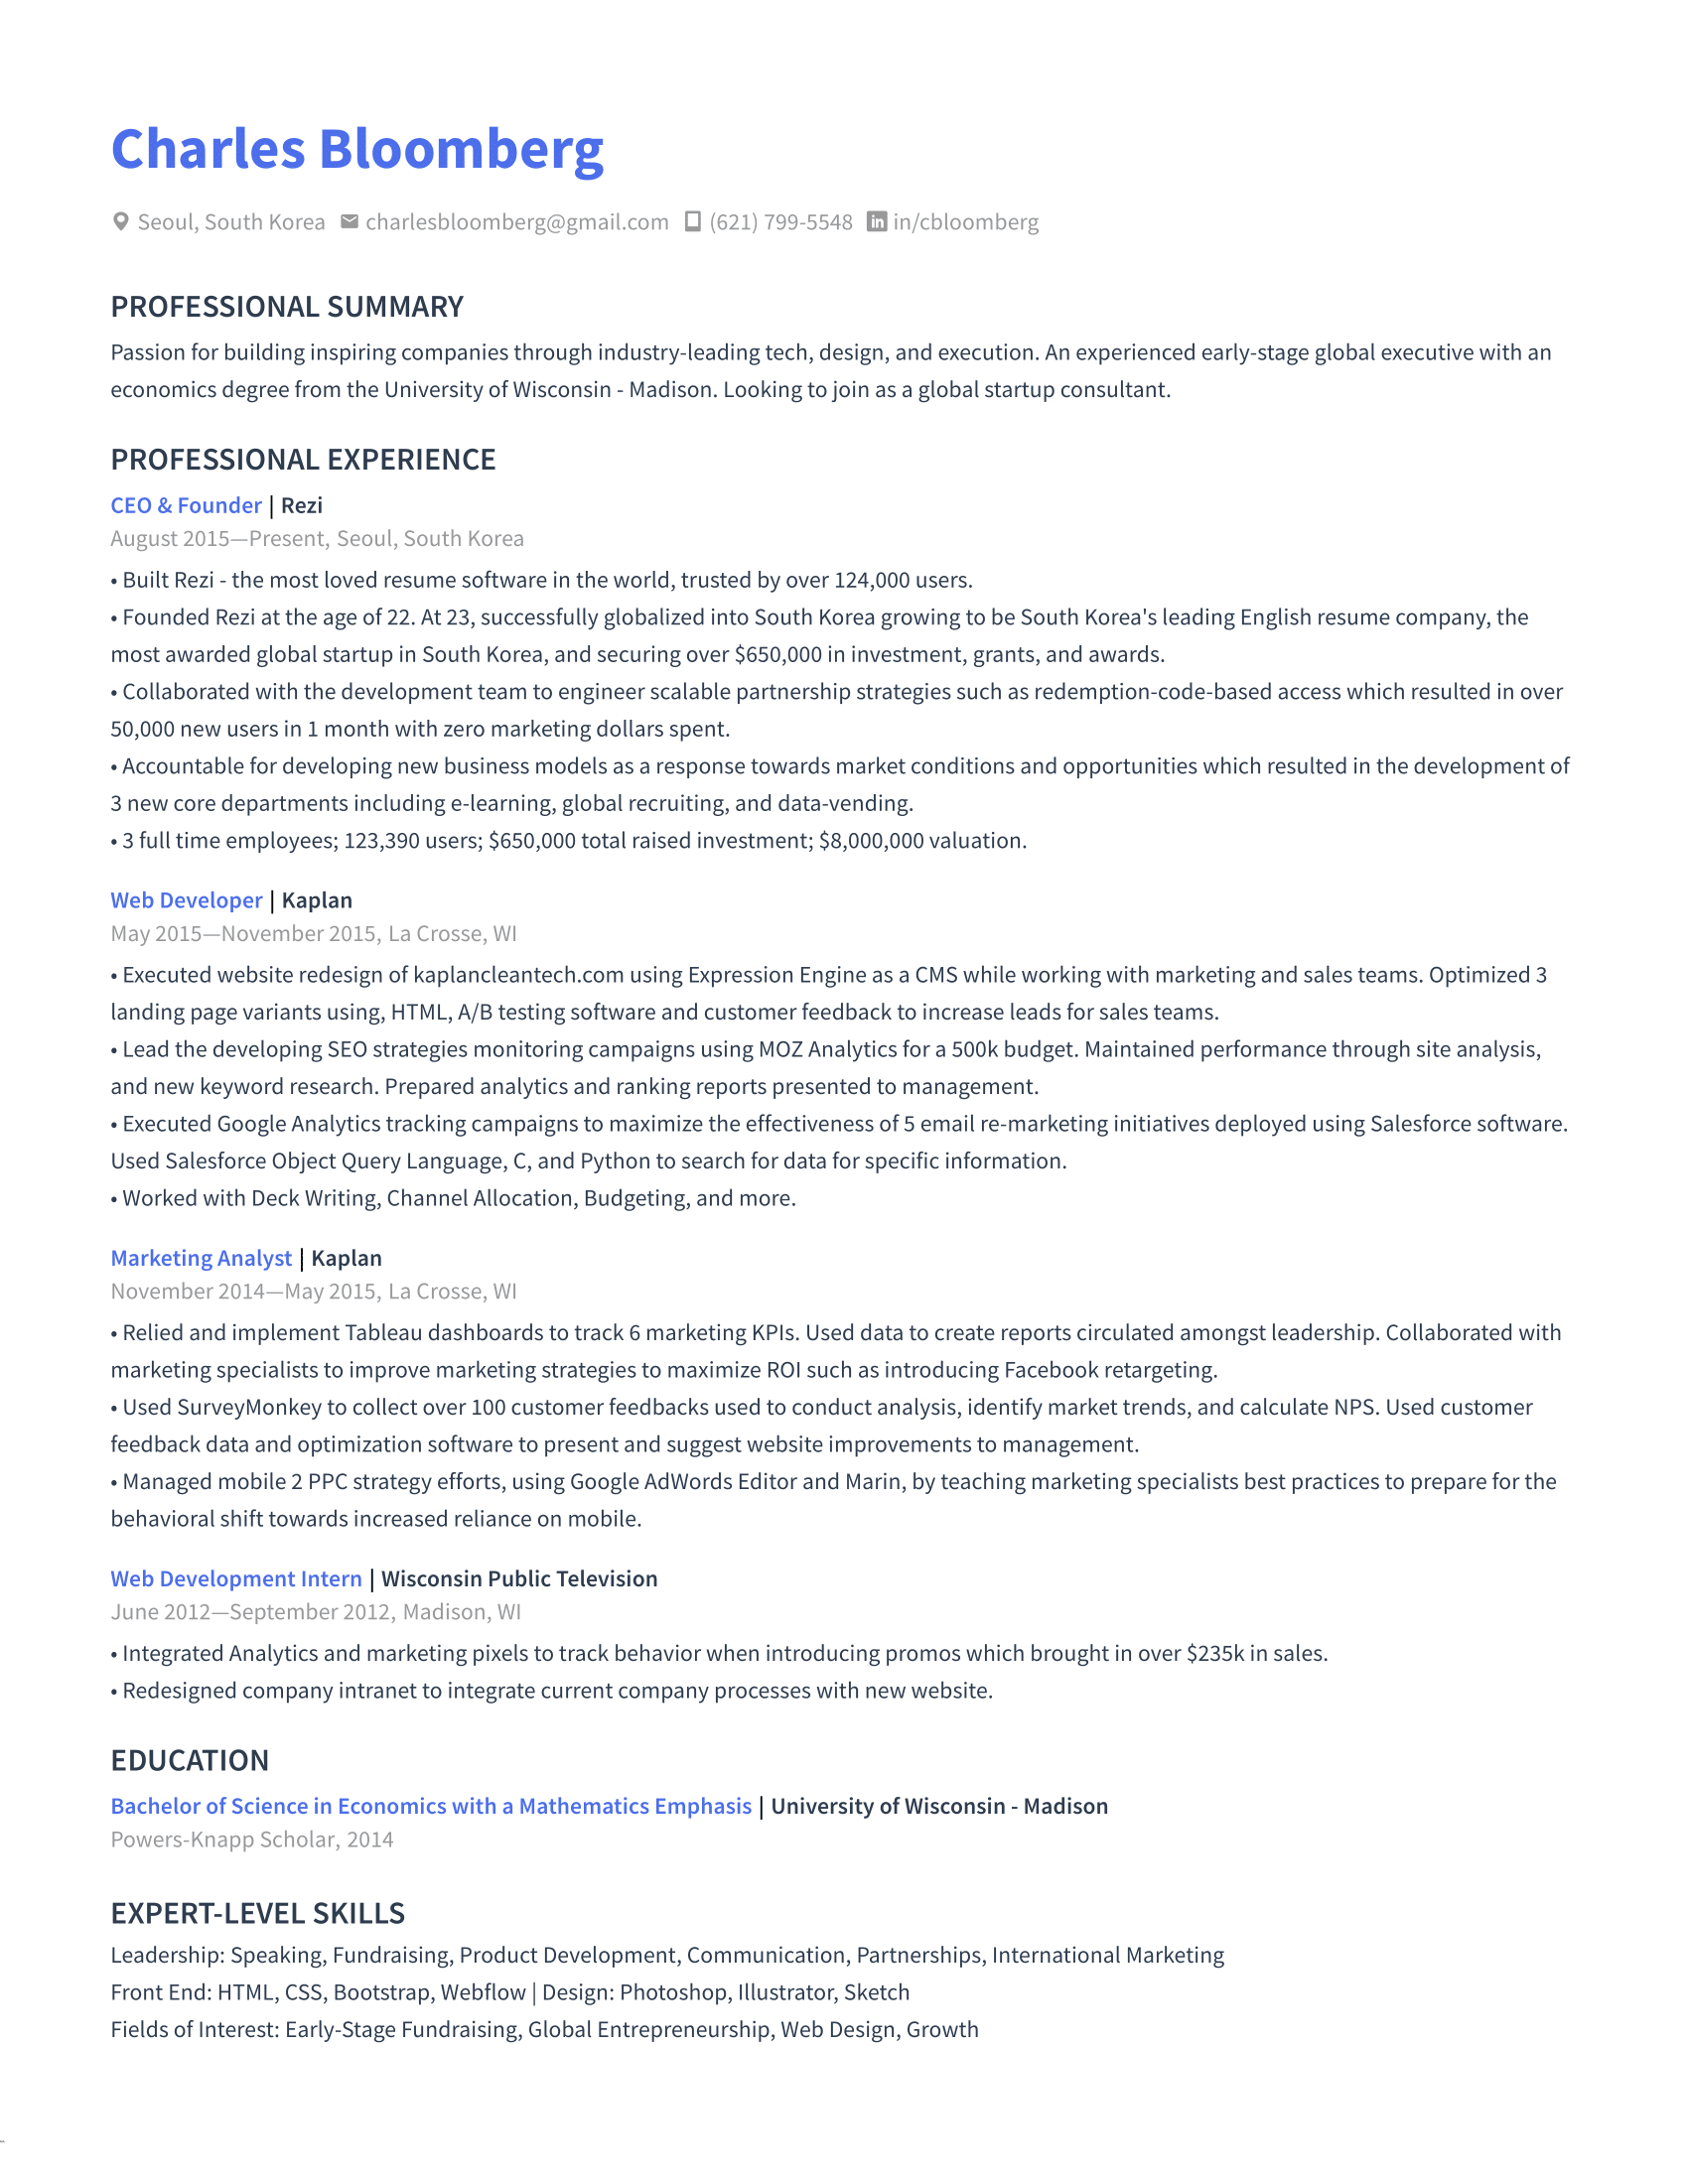 Charles Bloomberg
Seoul, South Korea charlesbloomberg@gmail.com (621) 799-5548 in/cbloomberg
PROFESSIONAL SUMMARY
Passion for building inspiring companies through industry-leading tech, design, and execution. An experienced early-stage global executive with an
economics degree from the University of Wisconsin - Madison. Looking to join as a global startup consultant.
PROFESSIONAL EXPERIENCE
CEO & Founder | Rezi
August 2015—Present, Seoul, South Korea
• Built Rezi - the most loved resume software in the world, trusted by over 124,000 users.
• Founded Rezi at the age of 22. At 23, successfully globalized into South Korea growing to be South Korea's leading English resume company, the
most awarded global startup in South Korea, and securing over $650,000 in investment, grants, and awards.
• Collaborated with the development team to engineer scalable partnership strategies such as redemption-code-based access which resulted in over
50,000 new users in 1 month with zero marketing dollars spent.
• Accountable for developing new business models as a response towards market conditions and opportunities which resulted in the development of
3 new core departments including e-learning, global recruiting, and data-vending.
• 3 full time employees; 123,390 users; $650,000 total raised investment; $8,000,000 valuation.
Web Developer | Kaplan
May 2015—November 2015, La Crosse, WI
• Executed website redesign of kaplancleantech.com using Expression Engine as a CMS while working with marketing and sales teams. Optimized 3
landing page variants using, HTML, A/B testing software and customer feedback to increase leads for sales teams.
• Lead the developing SEO strategies monitoring campaigns using MOZ Analytics for a 500k budget. Maintained performance through site analysis,
and new keyword research. Prepared analytics and ranking reports presented to management.
• Executed Google Analytics tracking campaigns to maximize the effectiveness of 5 email re-marketing initiatives deployed using Salesforce software.
Used Salesforce Object Query Language, C, and Python to search for data for specific information.
• Worked with Deck Writing, Channel Allocation, Budgeting, and more.
Marketing Analyst | Kaplan
November 2014—May 2015, La Crosse, WI
• Relied and implement Tableau dashboards to track 6 marketing KPIs. Used data to create reports circulated amongst leadership. Collaborated with
marketing specialists to improve marketing strategies to maximize ROI such as introducing Facebook retargeting.
• Used SurveyMonkey to collect over 100 customer feedbacks used to conduct analysis, identify market trends, and calculate NPS. Used customer
feedback data and optimization software to present and suggest website improvements to management.
• Managed mobile 2 PPC strategy efforts, using Google AdWords Editor and Marin, by teaching marketing specialists best practices to prepare for the
behavioral shift towards increased reliance on mobile.
Web Development Intern | Wisconsin Public Television
June 2012—September 2012, Madison, WI
• Integrated Analytics and marketing pixels to track behavior when introducing promos which brought in over $235k in sales.
• Redesigned company intranet to integrate current company processes with new website.
EDUCATION
Bachelor of Science in Economics with a Mathematics Emphasis | University of Wisconsin - Madison
Powers-Knapp Scholar, 2014
EXPERT-LEVEL SKILLS
Leadership: Speaking, Fundraising, Product Development, Communication, Partnerships, International Marketing
Front End: HTML, CSS, Bootstrap, Webflow | Design: Photoshop, Illustrator, Sketch
Fields of Interest: Early-Stage Fundraising, Global Entrepreneurship, Web Design, Growth